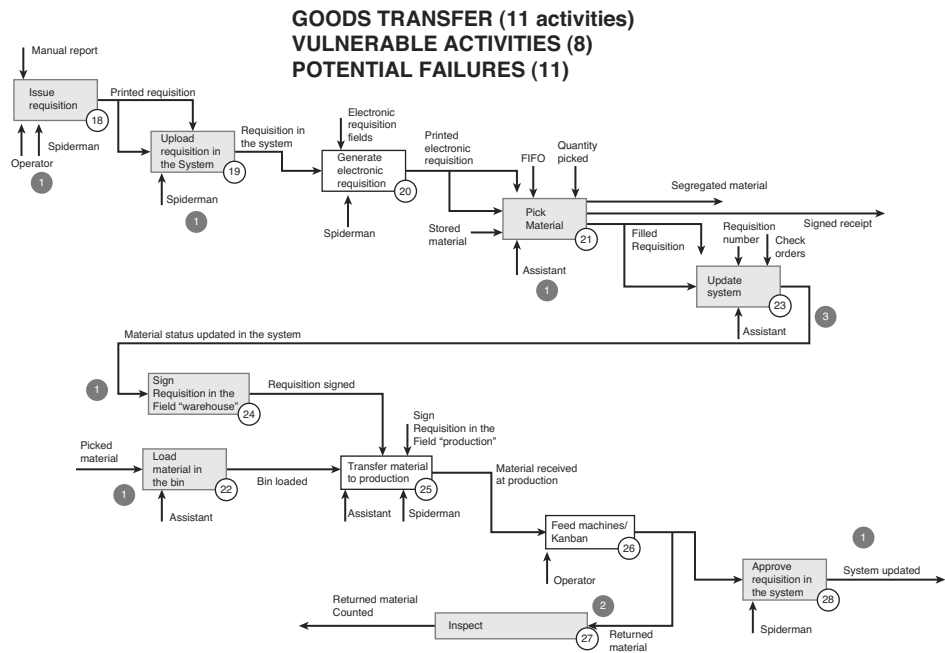 GOODS TRANSFER (11 activities)
VULNERABLE ACTIVITIES (8)
POTENTIAL FAILURES (11)
Manual report
Issue
requisition
18
Printed requisition
Operator
Spiderman
1
Upload
requisition in
the System
19
Requisition in
the system
Spiderman
1
Electronic
requisition
fields
Generate
electronic
requisition
20
Spiderman
Printed
electronic
requisition
FIFO
Quantity
picked
Stored
material
Pick
Material
21
Assistant
1
Segregated material
Signed receipt
Filled
Requisition
Requisition
number
Check
orders
Update
system
23
Assistant
3
Material status updated in the system
1
Sign
Requisition in the
Field “warehouse”
24
Requisition signed
Sign
Requisition in the
Field “production”
Picked
material
1
Load
material in
the bin
22
Assistant
Bin loaded
Transfer material
to production
25
Assistant
Spiderman
Material received
at production
Feed machines/
Kanban
26
Operator
1
Approve
requisition in
the system
28
System updated
Spiderman
Returned material
Counted
Inspect
27
2
Returned
material